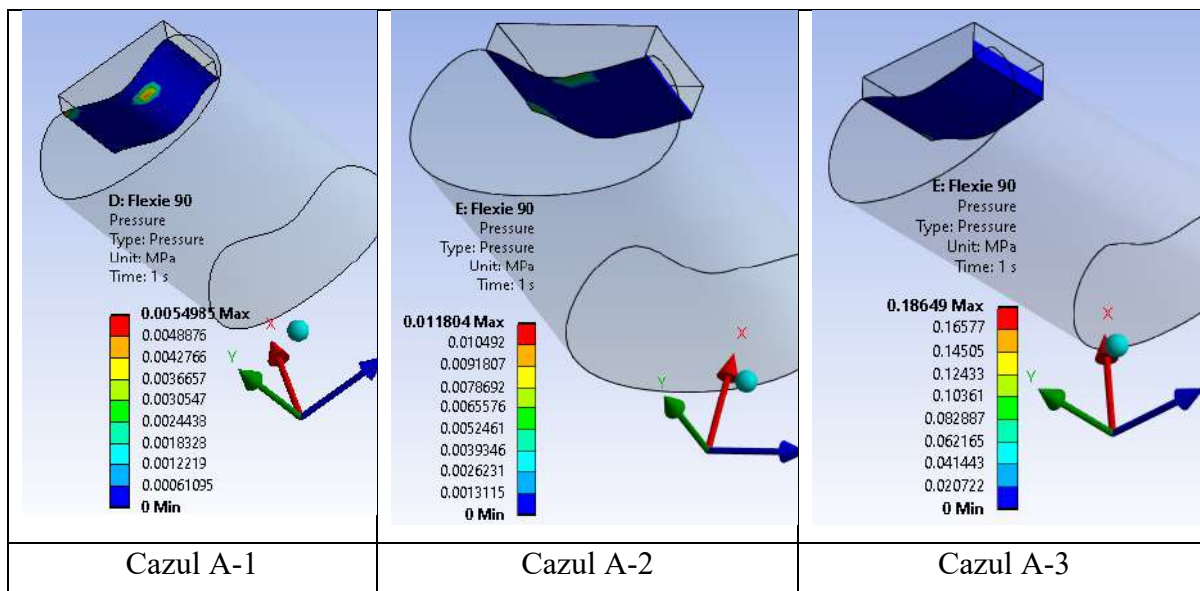 D: Flexie 90
Pressure
Type: Pressure
Unit: MPa
Time: 1 s
0.0054985 Max
0.0048876
0.0042766
0.0036657
0.0030547
0.0024438
0.0018328
0.0012219
0.00061095
0 Min
X
Y
Cazul A-1
E: Flexie 90
Pressure
Type: Pressure
Unit: MPa
Time: 1 s
0.011804 Max
0.010492
0.0091807
0.0078692
0.0065576
0.0052461
0.0039346
0.0026231
0.0013115
0 Min
X
Y
Cazul A-2
E: Flexie 90
Pressure
Type: Pressure
Unit: MPa
Time: 1 s
0.18649 Max
0.16577
0.14505
0.12433
0.10361
0.082887
0.062165
0.041443
0.020722
0 Min
X
Y
Cazul A-3